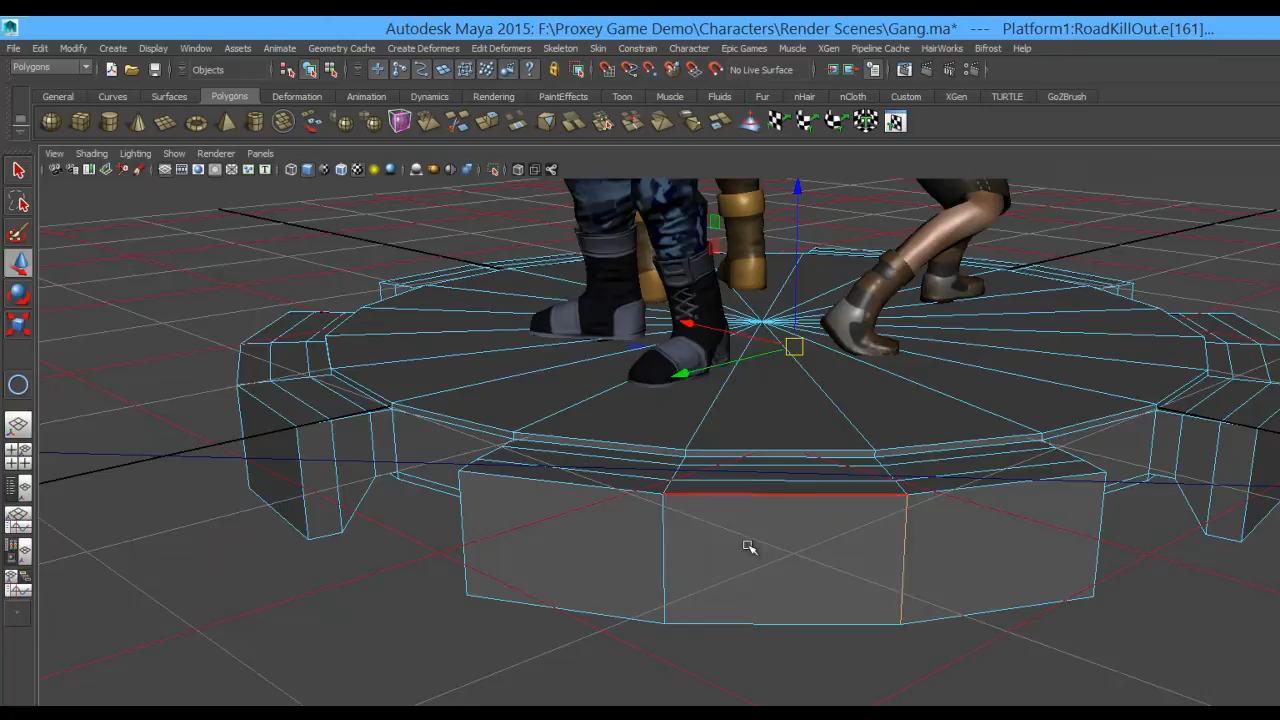 Autodesk Maya 2015: F:\Proxey Game Demo\Characters\Render Scenes\Gang.ma* --- Platform1:RoadKillOut.e[161]...
File Edit Modify Create Display Window Assets Animate Geometry Cache Create Deformers Edit Deformers Skeleton Skin Constrain Character Epic Games Muscle XGen Pipeline Cache HairWorks Bifrost Help
Polygons Objects No Live Surface
General Curves Surfaces Polygons Deformation Animation Dynamics Rendering PaintEffects Toon Muscle Fluids Fur nHair nCloth Custom XGen TURTLE GoZBrush
View Shading Lighting Show Renderer Panels